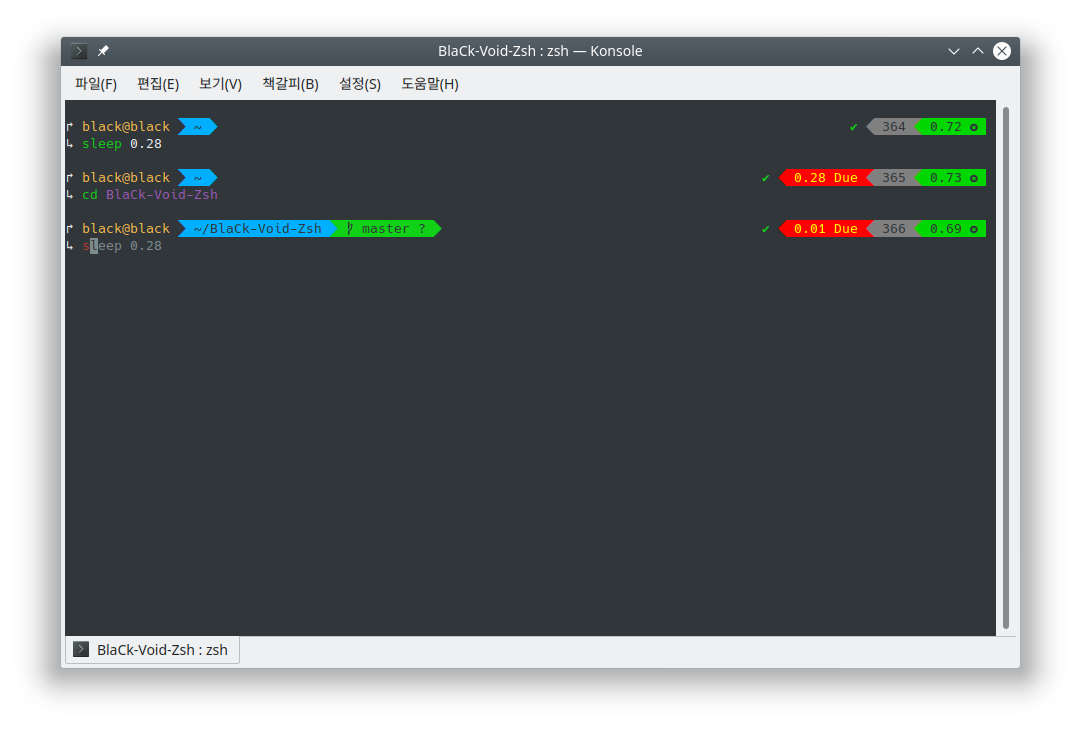 BlaCk-Void-Zsh : zsh — Konsole
파일(F) 편집(E) 보기(V) 책갈피(B) 설정(S) 도움말(H)
↱ black@black ~ ✔ 364 0.72
↳ sleep 0.28
↱ black@black ~ ✔ 0.28 Due 365 0.73
↳ cd BlaCk-Void-Zsh
↱ black@black ~/BlaCk-Void-Zsh master ? ✔ 0.01 Due 366 0.69
↳ sleep 0.28
BlaCk-Void-Zsh : zsh